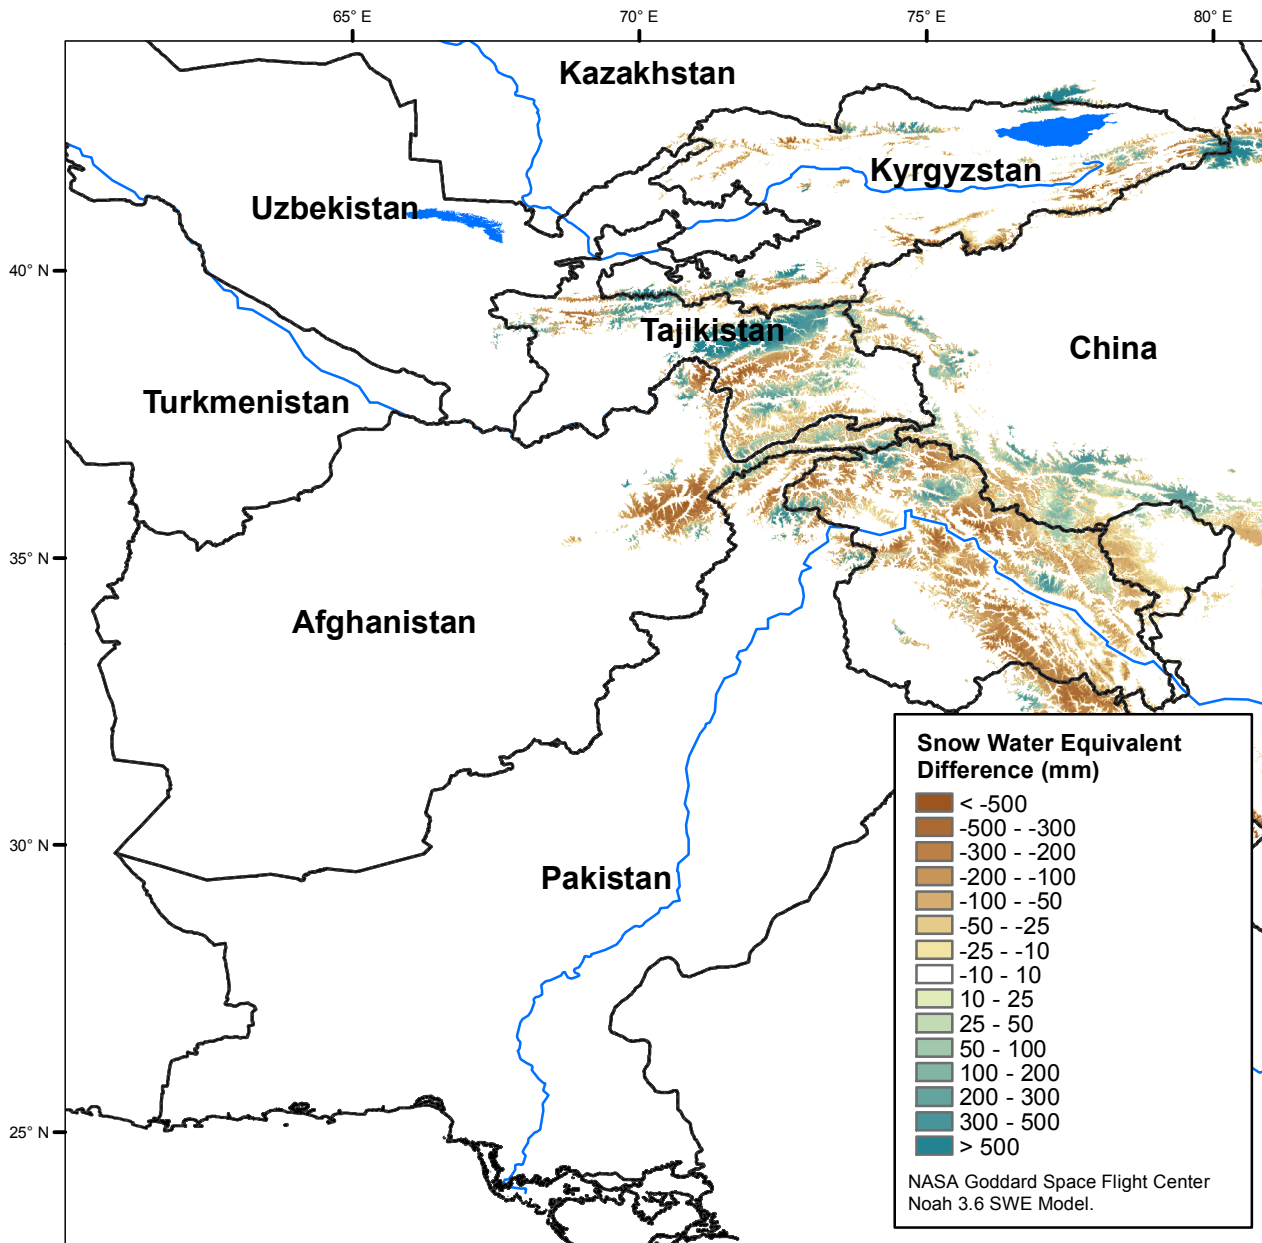 65° E
70° E
75° E
80° E
Kazakhstan
Kyrgyzstan
Uzbekistan
40° N
Tajikistan
China
Turkmenistan
35° N
Afghanistan
30° N
Pakistan
25° N
Snow Water Equivalent
Difference (mm)
< -500
-500 - -300
-300 - -200
-200 - -100
-100 - -50
-50 - -25
-25 - -10
-10 - 10
10 - 25
25 - 50
50 - 100
100 - 200
200 - 300
300 - 500
> 500
NASA Goddard Space Flight Center
Noah 3.6 SWE Model.